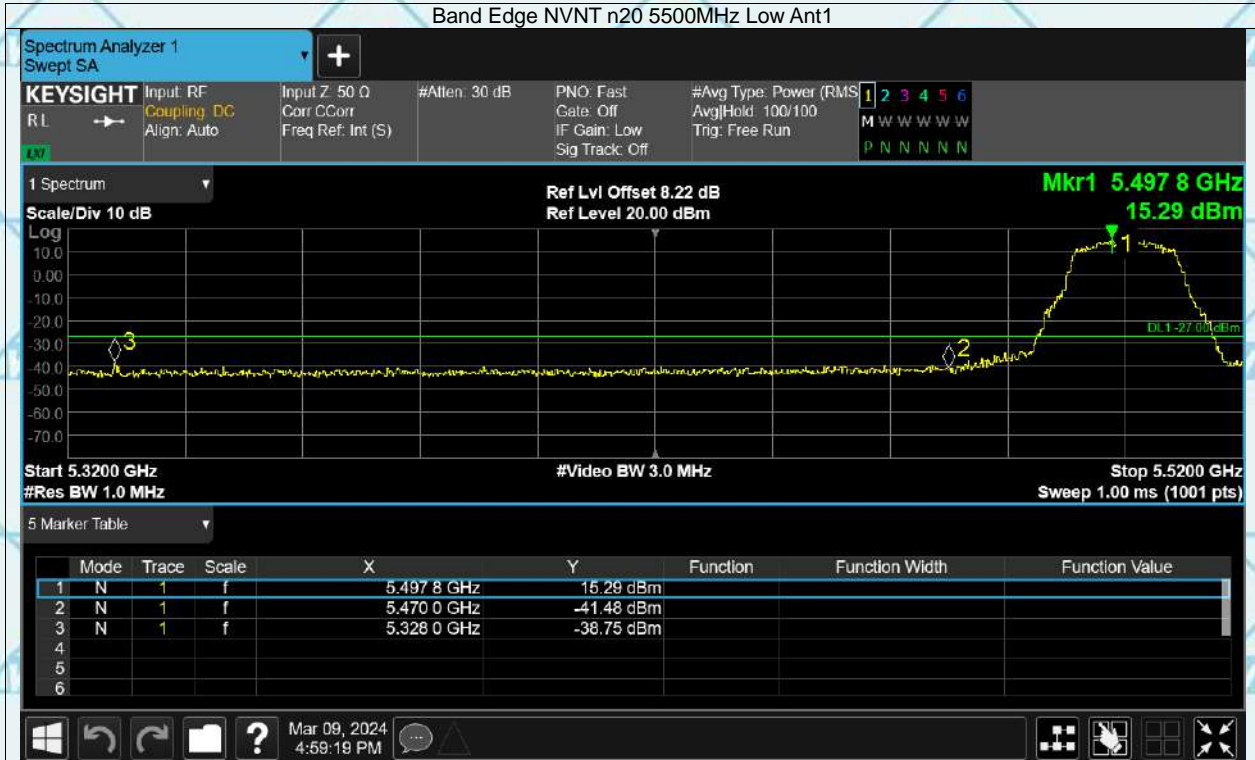 Band Edge NVNT n20 5500MHz Low Ant1
Spectrum Analyzer 1
Swept SA
+
KEYSIGHT Input: RF Input Z: 50 Ω #Atten: 30 dB PNO: Fast #Avg Type: Power (RMS 1 2 3 4 5 6
RL Coupling: DC Corr CCorr Gate: Off Avg|Hold: 100/100 M W W W W W
Align: Auto Freq Ref: Int (S) IF Gain: Low Trig: Free Run P N N N N N
LXI Sig Track: Off
1 Spectrum Ref Lvl Offset 8.22 dB Mkr1 5.497 8 GHz
Scale/Div 10 dB Ref Level 20.00 dBm 15.29 dBm
Log
10.0 1
0.00
-10.0
-20.0 DL1 -27.00 dBm
-30.0 3 2
-40.0
-50.0
-60.0
-70.0
Start 5.3200 GHz #Video BW 3.0 MHz Stop 5.5200 GHz
#Res BW 1.0 MHz Sweep 1.00 ms (1001 pts)
5 Marker Table
Mode Trace Scale X Y Function Function Width Function Value
1 N 1 f 5.497 8 GHz 15.29 dBm
2 N 1 f 5.470 0 GHz -41.48 dBm
3 N 1 f 5.328 0 GHz -38.75 dBm
4
5
6
? Mar 09, 2024
4:59:19 PM